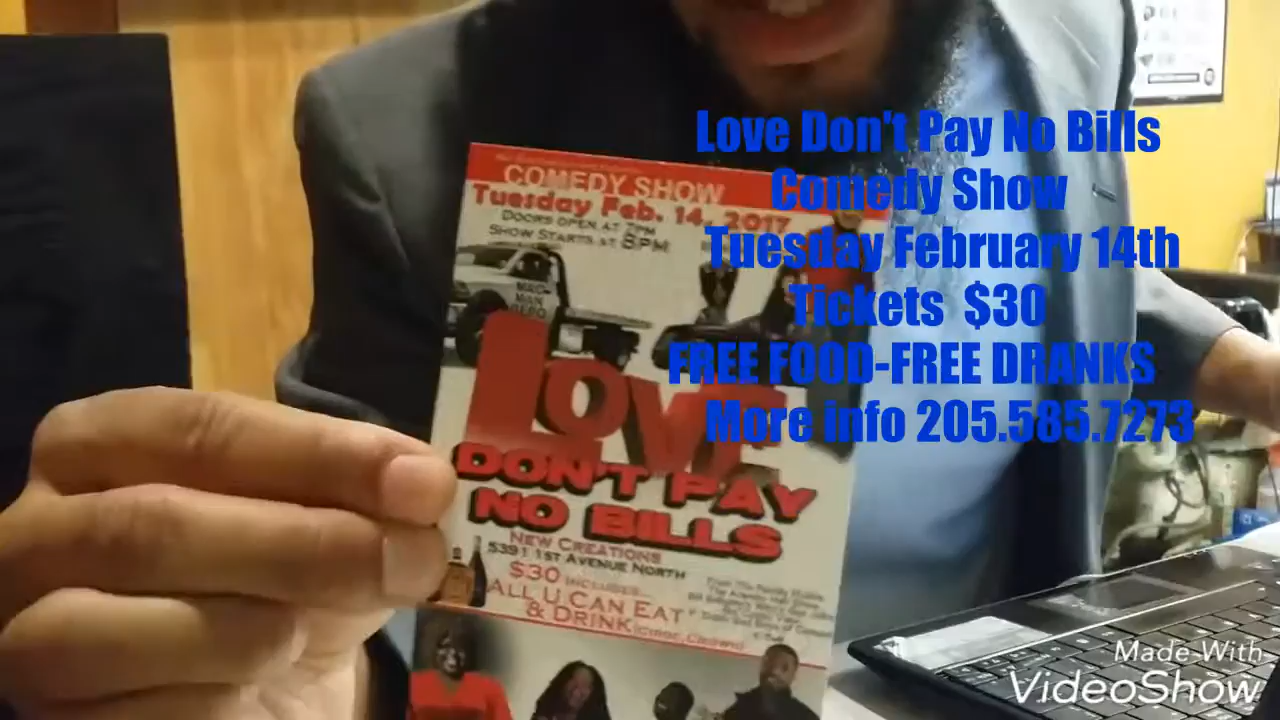 COMEDY SHOW
Tuesday Feb. 14, 2017
DOORS OPEN AT 7PM
SHOW STARTS AT 8PM
LOVE
DON'T PAY
NO BILLS
NEW CREATIONS
5391 1ST AVENUE NORTH
$30 INCLUDES...
ALL U CAN EAT
& DRINK
Love Don't Pay No Bills
Comedy Show
Tuesday February 14th
Tickets $30
FREE FOOD-FREE DRANKS
More info 205.585.7273
Made With
VideoShow